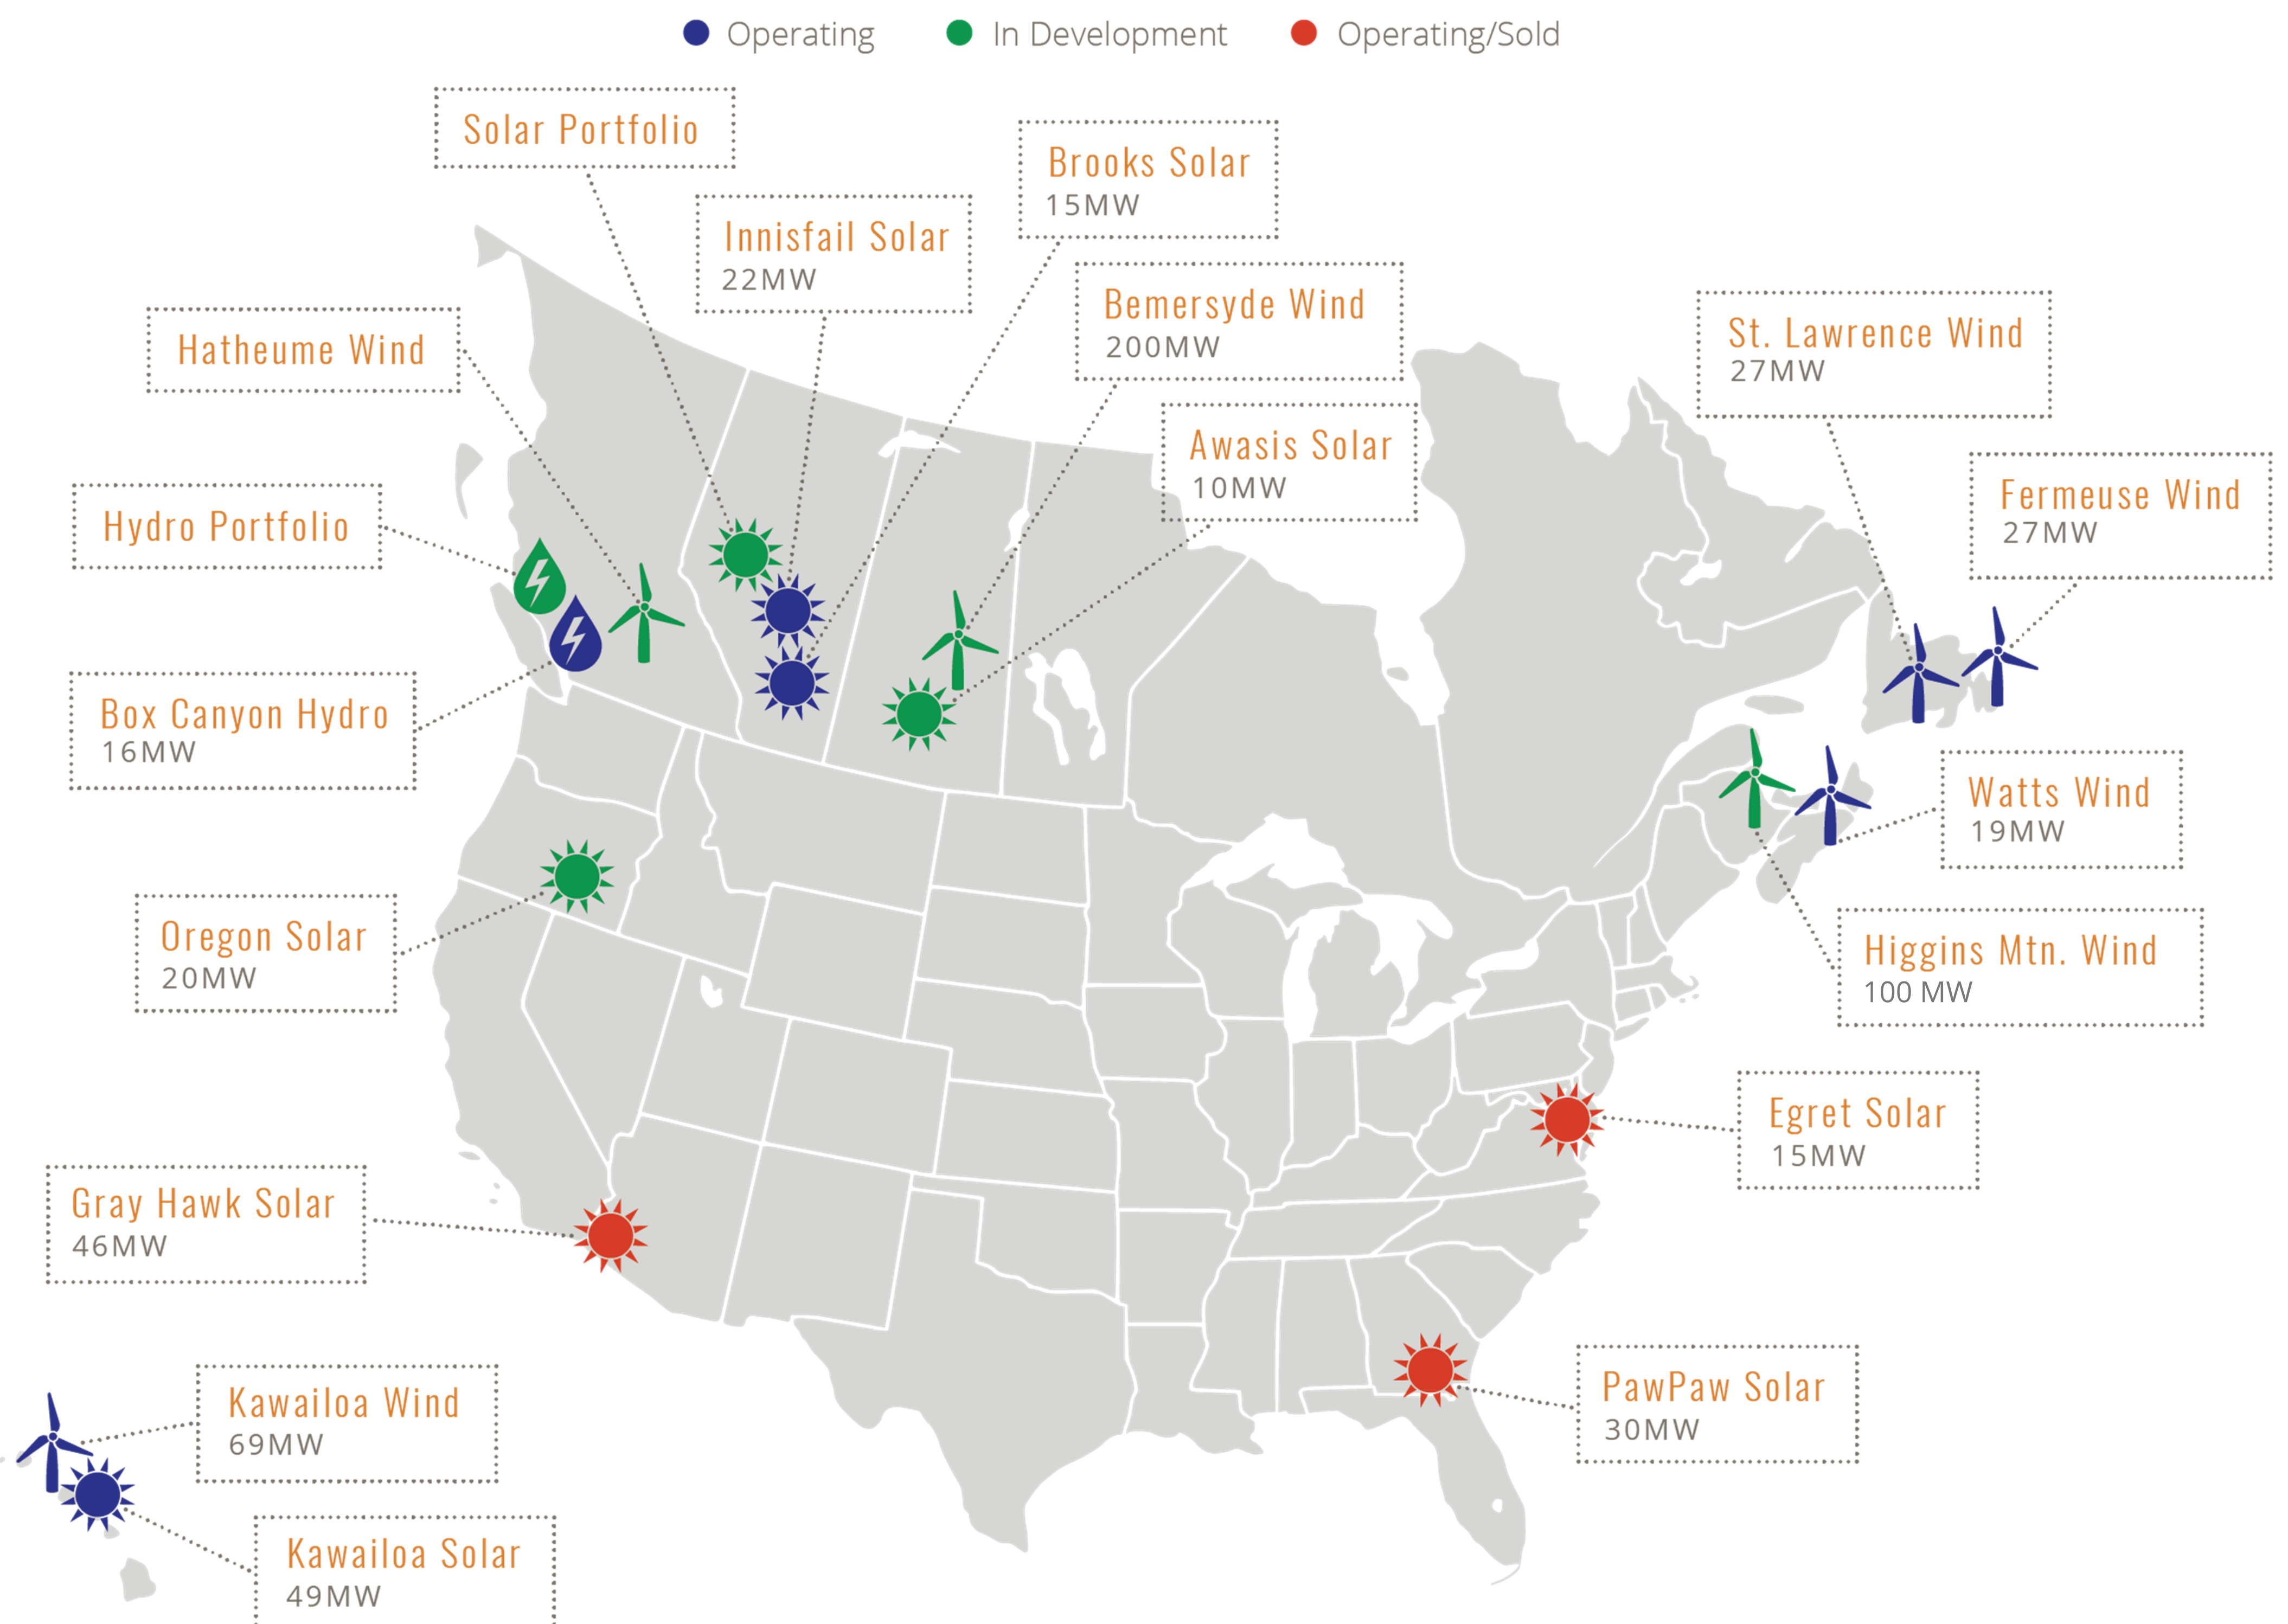 Operating
In Development
Operating/Sold
Solar Portfolio
Brooks Solar
15MW
Innisfail Solar
22MW
Bemersyde Wind
200MW
St. Lawrence Wind
27MW
Hatheume Wind
Awasis Solar
10MW
Fermeuse Wind
27MW
Hydro Portfolio
Box Canyon Hydro
16MW
Watts Wind
19MW
Oregon Solar
20MW
Higgins Mtn. Wind
100 MW
Egret Solar
15MW
Gray Hawk Solar
46MW
PawPaw Solar
30MW
Kawailoa Wind
69MW
Kawailoa Solar
49MW